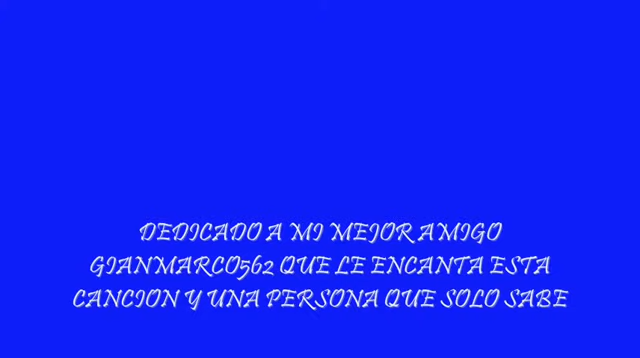 DEDICADO A MI MEJOR AMIGO
GIANMARCO562 QUE LE ENCANTA ESTA
CANCION Y UNA PERSONA QUE SOLO SABE